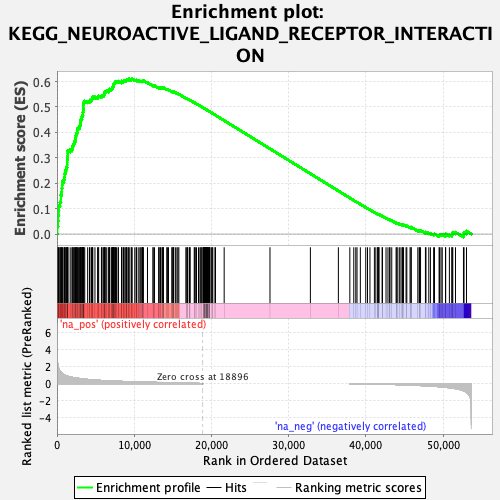 Enrichment plot:
KEGG_NEUROACTIVE_LIGAND_RECEPTOR_INTERACTI
ON
Enrichment score (ES)
0.6
0.5
0.4
0.3
0.2
0.1
0.0
'na_pos' (positively correlated)
Ranked list metric (PreRanked)
6
4
2
0
-2
-4
Zero cross at 18896
'na_neg' (negatively correlated)
0
10,000
20,000
30,000
40,000
50,000
Rank in Ordered Dataset
Enrichment profile
Hits
Ranking metric scores